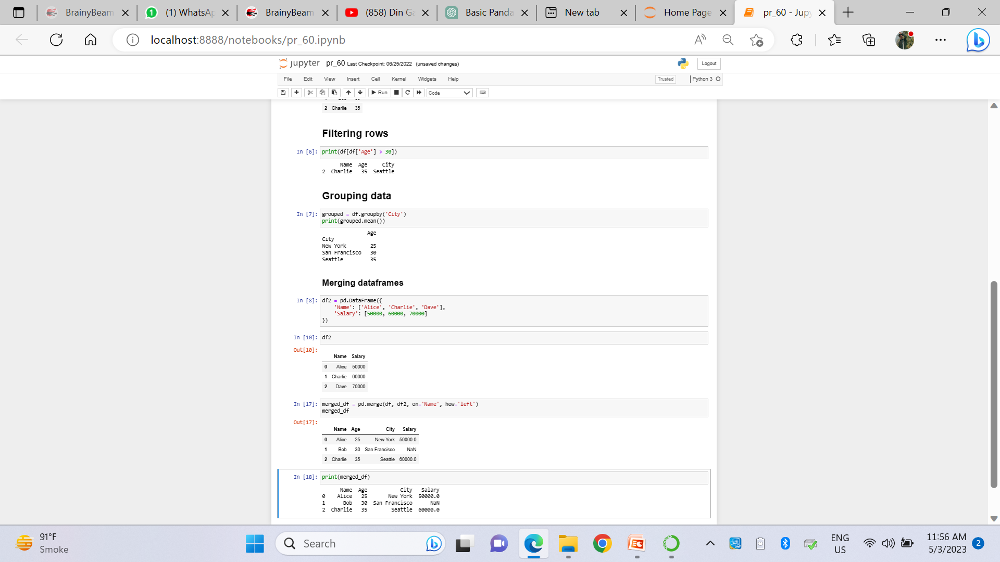 BrainyBeam
(1) WhatsAp
BrainyBeam
(858) Din Ga
Basic Panda
New tab
Home Page
pr_60 - Jupy
localhost:8888/notebooks/pr_60.ipynb
jupyter pr_60 Last Checkpoint: 06/25/2022 (unsaved changes)
Logout
File Edit View Insert Cell Kernel Widgets Help
Trusted
Python 3
Run
Code
2 Charlie 35
Filtering rows
In [6]: print(df[df['Age'] > 30])
Name Age City
2 Charlie 35 Seattle
Grouping data
In [7]: grouped = df.groupby('City')
print(grouped.mean())
Age
City
New York 25
San Francisco 30
Seattle 35
Merging dataframes
In [8]: df2 = pd.DataFrame({
'Name': ['Alice', 'Charlie', 'Dave'],
'Salary': [50000, 60000, 70000]
})
In [10]: df2
Out[10]:
Name Salary
0 Alice 50000
1 Charlie 60000
2 Dave 70000
In [17]: merged_df = pd.merge(df, df2, on='Name', how='left')
merged_df
Out[17]:
Name Age City Salary
0 Alice 25 New York 50000.0
1 Bob 30 San Francisco NaN
2 Charlie 35 Seattle 60000.0
In [18]: print(merged_df)
Name Age City Salary
0 Alice 25 New York 50000.0
1 Bob 30 San Francisco NaN
2 Charlie 35 Seattle 60000.0
91°F
Smoke
Search
ENG
US
11:56 AM
5/3/2023
2